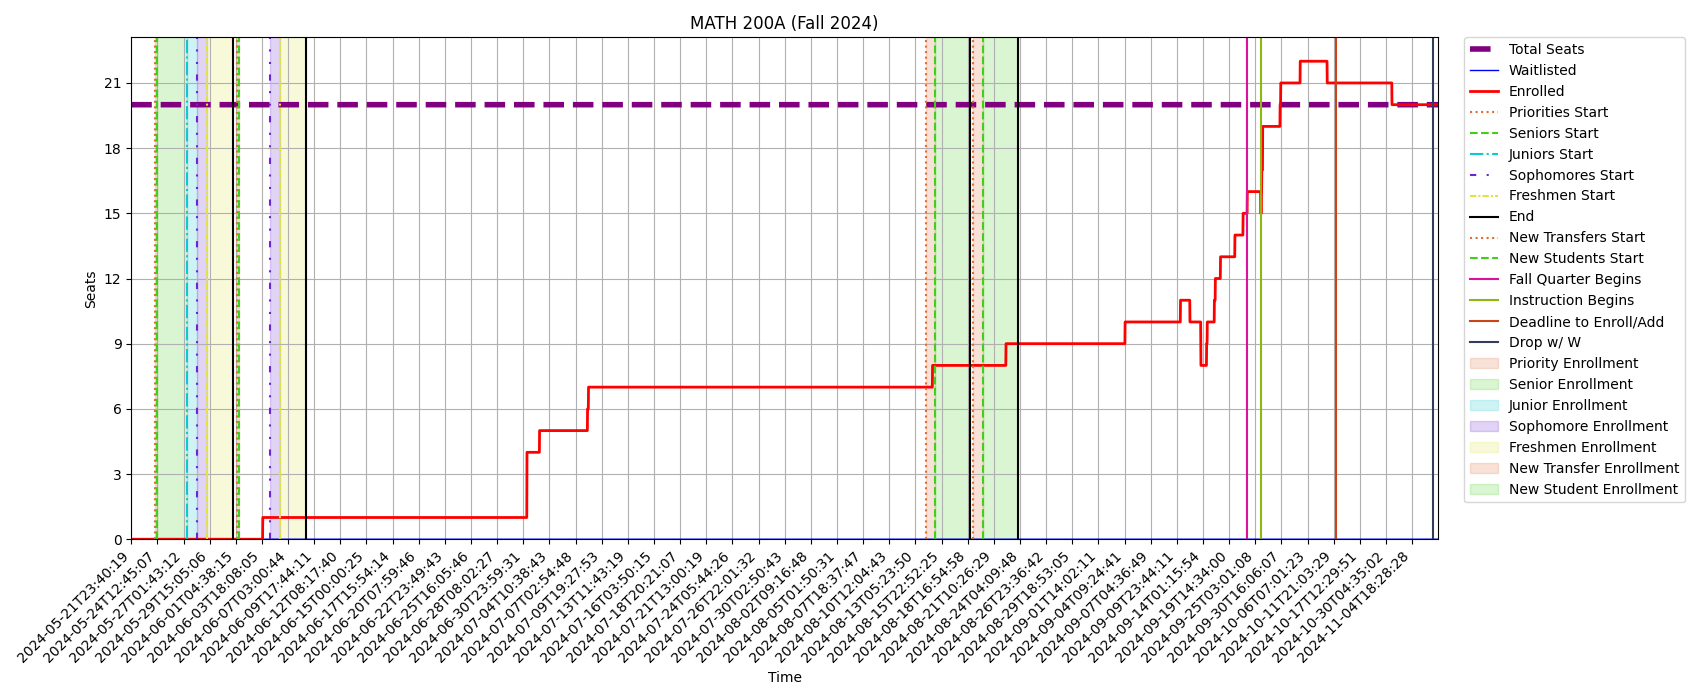 MATH 200A (Fall 2024)
Seats
21
18
15
12
9
6
3
0
2024-05-21T23:40:19
2024-05-24T12:45:07
2024-05-27T01:43:12
2024-05-29T15:05:06
2024-06-01T04:38:15
2024-06-03T18:08:05
2024-06-07T03:00:44
2024-06-09T17:44:11
2024-06-12T08:17:40
2024-06-15T00:00:25
2024-06-17T15:54:14
2024-06-20T07:59:46
2024-06-22T23:49:43
2024-06-25T16:05:46
2024-06-28T08:02:27
2024-06-30T23:59:31
2024-07-04T10:38:43
2024-07-07T02:54:48
2024-07-09T19:27:53
2024-07-13T11:43:19
2024-07-16T03:50:15
2024-07-18T20:21:07
2024-07-21T13:00:19
2024-07-24T05:44:26
2024-07-26T22:01:32
2024-07-30T02:50:43
2024-08-02T09:16:48
2024-08-05T01:50:31
2024-08-07T18:37:47
2024-08-10T12:04:43
2024-08-13T05:23:50
2024-08-15T22:52:25
2024-08-18T16:54:58
2024-08-21T10:26:29
2024-08-24T04:09:48
2024-08-26T23:36:42
2024-08-29T18:53:05
2024-09-01T14:02:11
2024-09-04T09:24:41
2024-09-07T04:36:49
2024-09-09T23:44:11
2024-09-14T01:15:54
2024-09-19T14:34:00
2024-09-25T03:01:08
2024-09-30T16:06:07
2024-10-06T07:01:23
2024-10-11T21:03:29
2024-10-17T12:29:51
2024-10-30T04:35:02
2024-11-04T18:28:28
Time
Total Seats
Waitlisted
Enrolled
Priorities Start
Seniors Start
Juniors Start
Sophomores Start
Freshmen Start
End
New Transfers Start
New Students Start
Fall Quarter Begins
Instruction Begins
Deadline to Enroll/Add
Drop w/ W
Priority Enrollment
Senior Enrollment
Junior Enrollment
Sophomore Enrollment
Freshmen Enrollment
New Transfer Enrollment
New Student Enrollment